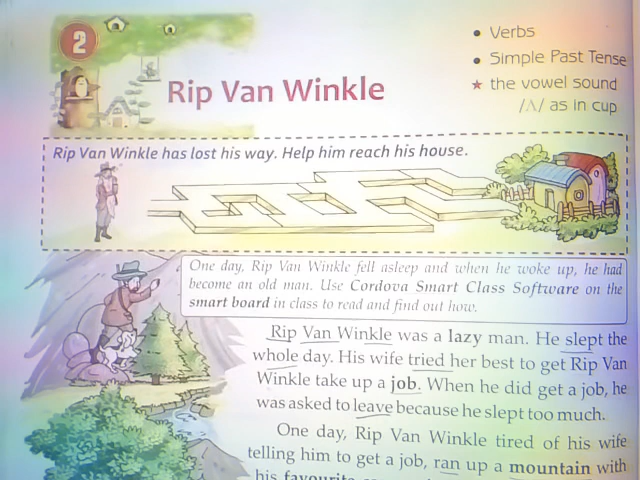 2
Rip Van Winkle
• Verbs
• Simple Past Tense
★ the vowel sound
/ʌ/ as in cup
Rip Van Winkle has lost his way. Help him reach his house.
One day, Rip Van Winkle fell asleep and when he woke up, he had
become an old man. Use Cordova Smart Class Software on the
smart board in class to read and find out how.
Rip Van Winkle was a lazy man. He slept the
whole day. His wife tried her best to get Rip Van
Winkle take up a job. When he did get a job, he
was asked to leave because he slept too much.
One day, Rip Van Winkle tired of his wife
telling him to get a job, ran up a mountain with
his favourite